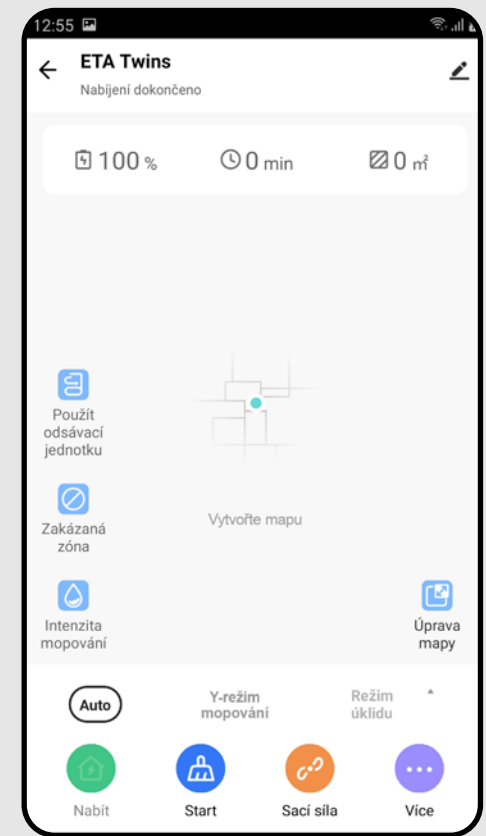 12:55
ETA Twins
Nabíjení dokončeno
100 % 0 min 0 ㎡
Použít
odsávací
jednotku
Zakázaná
zóna
Vytvořte mapu
Intenzita
mopování
Úprava
mapy
Auto
Y-režim
mopování
Režim
úklidu
Nabít Start Sací síla Více